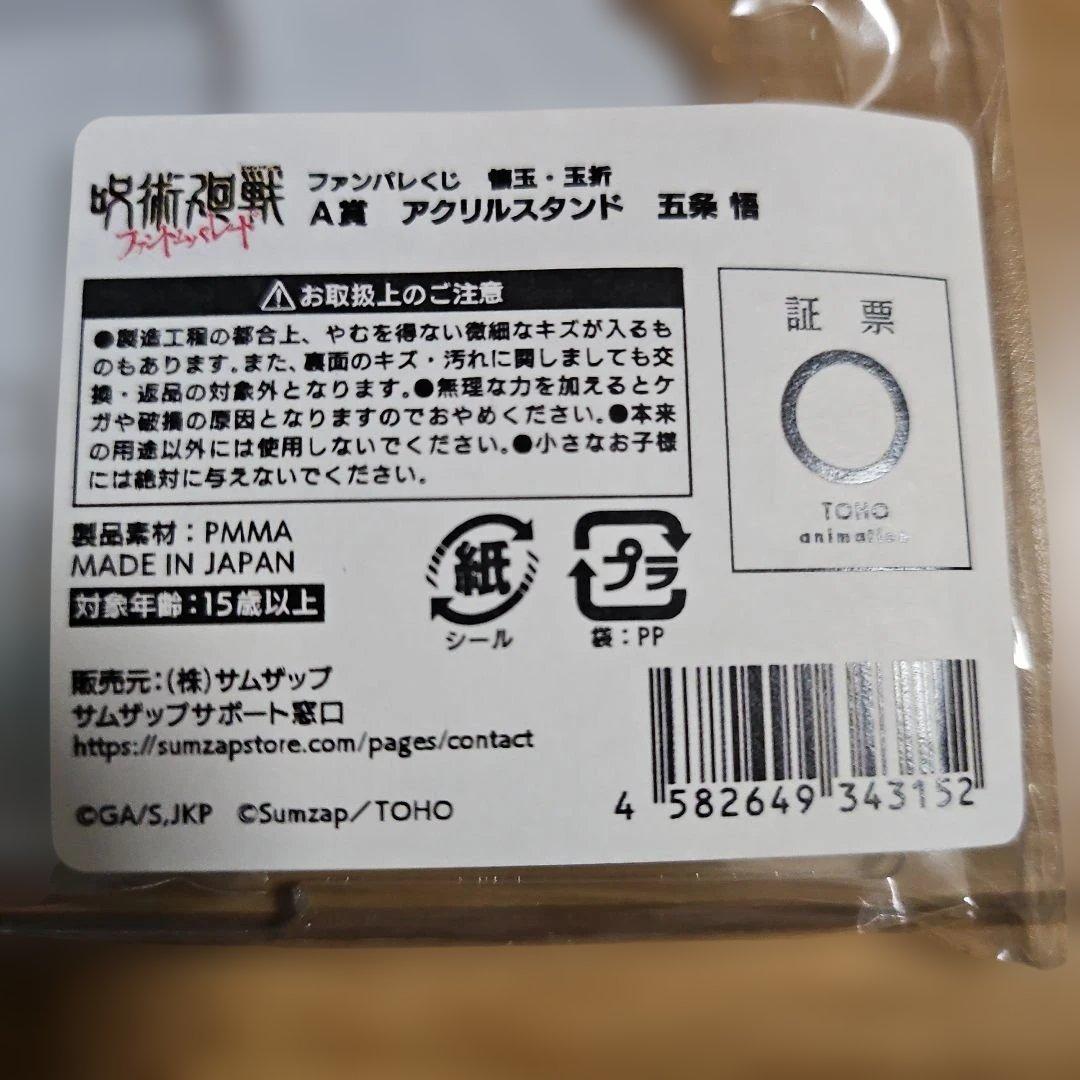 呪術廻戦
ファントムパレード
ファンパレくじ 懐玉・玉折
A賞 アクリルスタンド 五条 悟
⚠お取扱上のご注意
●製造工程の都合上、やむを得ない微細なキズが入るも
のもあります。また、裏面のキズ・汚れに関しましても交
換・返品の対象外となります。●無理な力を加えるとケ
ガや破損の原因となりますのでおやめください。●本来
の用途以外には使用しないでください。●小さなお子様
には絶対に与えないでください。
証 票
TOHO
animation
製品素材:PMMA
MADE IN JAPAN
対象年齢:15歳以上
紙
シール
プラ
袋:PP
販売元:(株)サムザップ
サムザップサポート窓口
https://sumzapstore.com/pages/contact
©GA/S,JKP ©Sumzap/TOHO
4 582649 343152